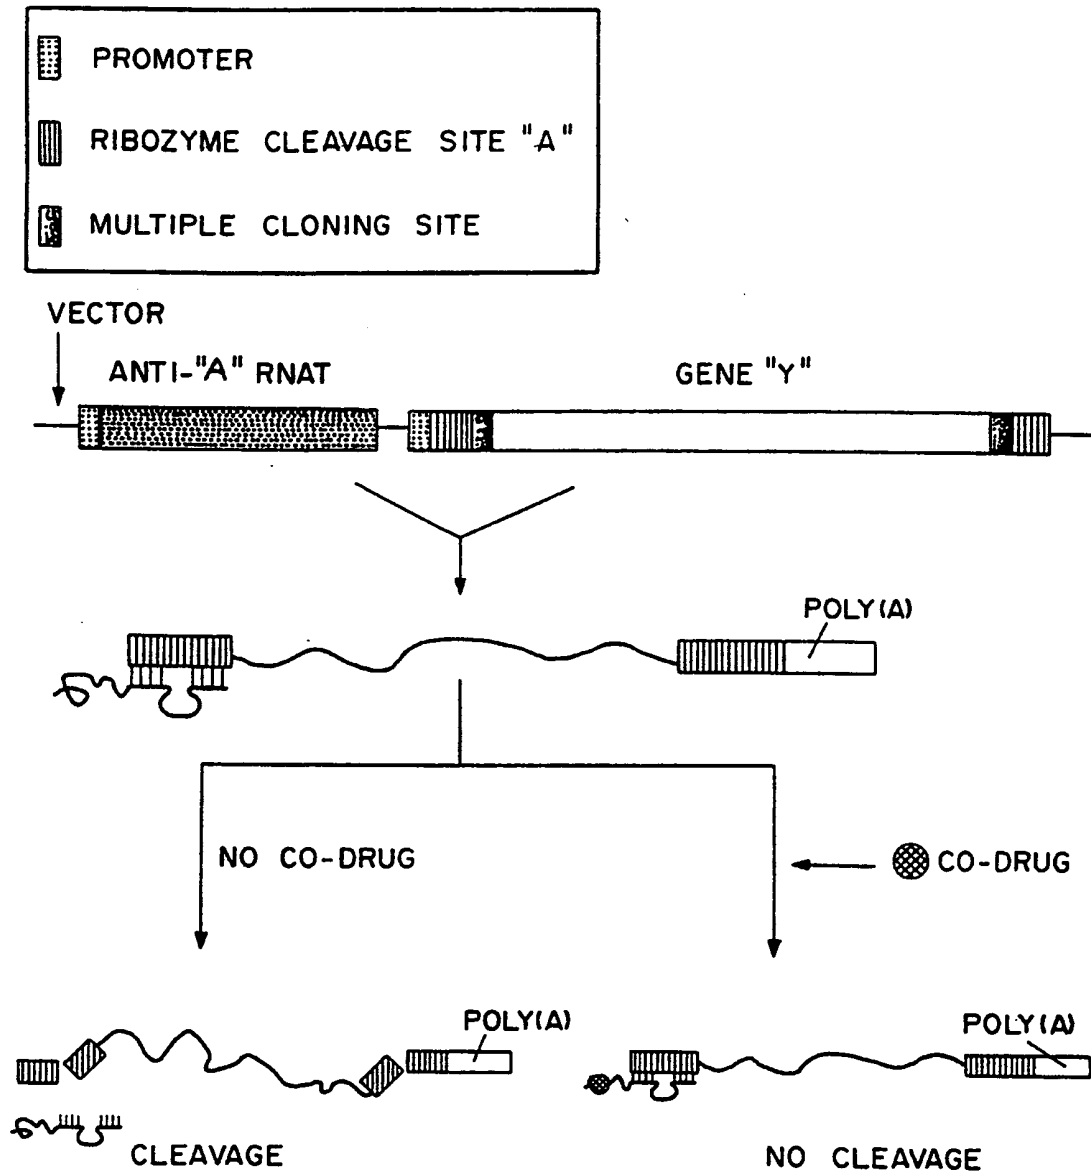 PROMOTER
RIBOZYME CLEAVAGE SITE "A"
MULTIPLE CLONING SITE
VECTOR
ANTI-"A" RNAT
GENE "Y"
POLY(A)
NO CO-DRUG
CO-DRUG
POLY(A)
POLY(A)
CLEAVAGE
NO CLEAVAGE